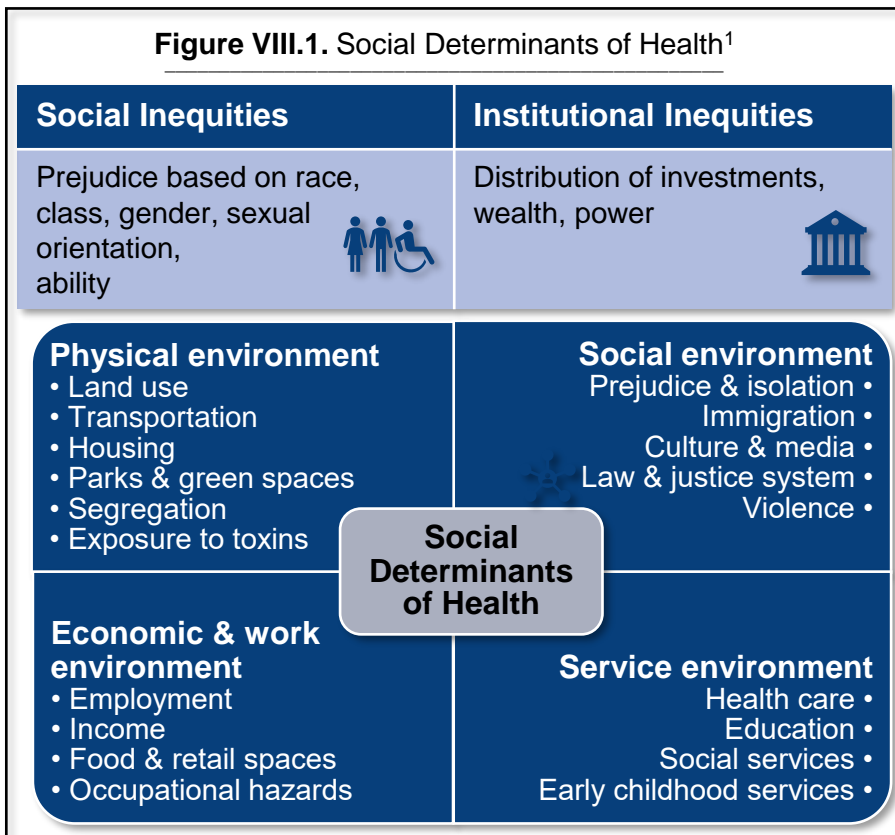 Figure VIII.1. Social Determinants of Health¹
Social Inequities
Institutional Inequities
Prejudice based on race,
class, gender, sexual
orientation,
ability
Distribution of investments,
wealth, power
Physical environment
• Land use
• Transportation
• Housing
• Parks & green spaces
• Segregation
• Exposure to toxins
Social environment
Prejudice & isolation •
Immigration •
Culture & media •
Law & justice system •
Violence •
Social
Determinants
of Health
Economic & work
environment
• Employment
• Income
• Food & retail spaces
• Occupational hazards
Service environment
Health care •
Education •
Social services •
Early childhood services •